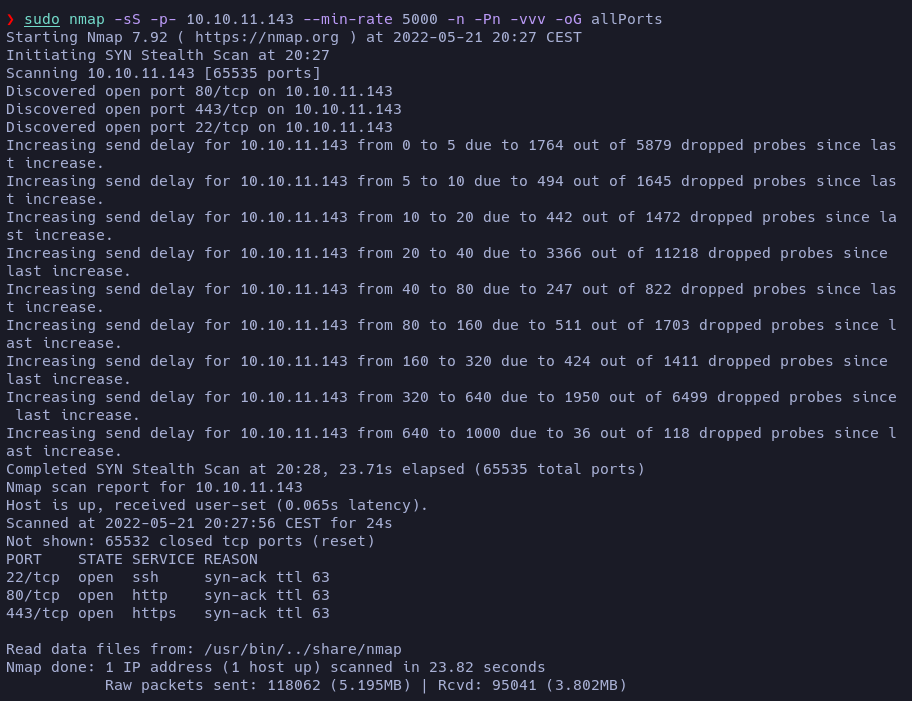 ❯ sudo nmap -sS -p- 10.10.11.143 --min-rate 5000 -n -Pn -vvv -oG allPorts
Starting Nmap 7.92 ( https://nmap.org ) at 2022-05-21 20:27 CEST
Initiating SYN Stealth Scan at 20:27
Scanning 10.10.11.143 [65535 ports]
Discovered open port 80/tcp on 10.10.11.143
Discovered open port 443/tcp on 10.10.11.143
Discovered open port 22/tcp on 10.10.11.143
Increasing send delay for 10.10.11.143 from 0 to 5 due to 1764 out of 5879 dropped probes since las
t increase.
Increasing send delay for 10.10.11.143 from 5 to 10 due to 494 out of 1645 dropped probes since las
t increase.
Increasing send delay for 10.10.11.143 from 10 to 20 due to 442 out of 1472 dropped probes since la
st increase.
Increasing send delay for 10.10.11.143 from 20 to 40 due to 3366 out of 11218 dropped probes since
last increase.
Increasing send delay for 10.10.11.143 from 40 to 80 due to 247 out of 822 dropped probes since las
t increase.
Increasing send delay for 10.10.11.143 from 80 to 160 due to 511 out of 1703 dropped probes since l
ast increase.
Increasing send delay for 10.10.11.143 from 160 to 320 due to 424 out of 1411 dropped probes since
last increase.
Increasing send delay for 10.10.11.143 from 320 to 640 due to 1950 out of 6499 dropped probes since
 last increase.
Increasing send delay for 10.10.11.143 from 640 to 1000 due to 36 out of 118 dropped probes since l
ast increase.
Completed SYN Stealth Scan at 20:28, 23.71s elapsed (65535 total ports)
Nmap scan report for 10.10.11.143
Host is up, received user-set (0.065s latency).
Scanned at 2022-05-21 20:27:56 CEST for 24s
Not shown: 65532 closed tcp ports (reset)
PORT    STATE SERVICE REASON
22/tcp  open  ssh     syn-ack ttl 63
80/tcp  open  http    syn-ack ttl 63
443/tcp open  https   syn-ack ttl 63

Read data files from: /usr/bin/../share/nmap
Nmap done: 1 IP address (1 host up) scanned in 23.82 seconds
           Raw packets sent: 118062 (5.195MB) | Rcvd: 95041 (3.802MB)